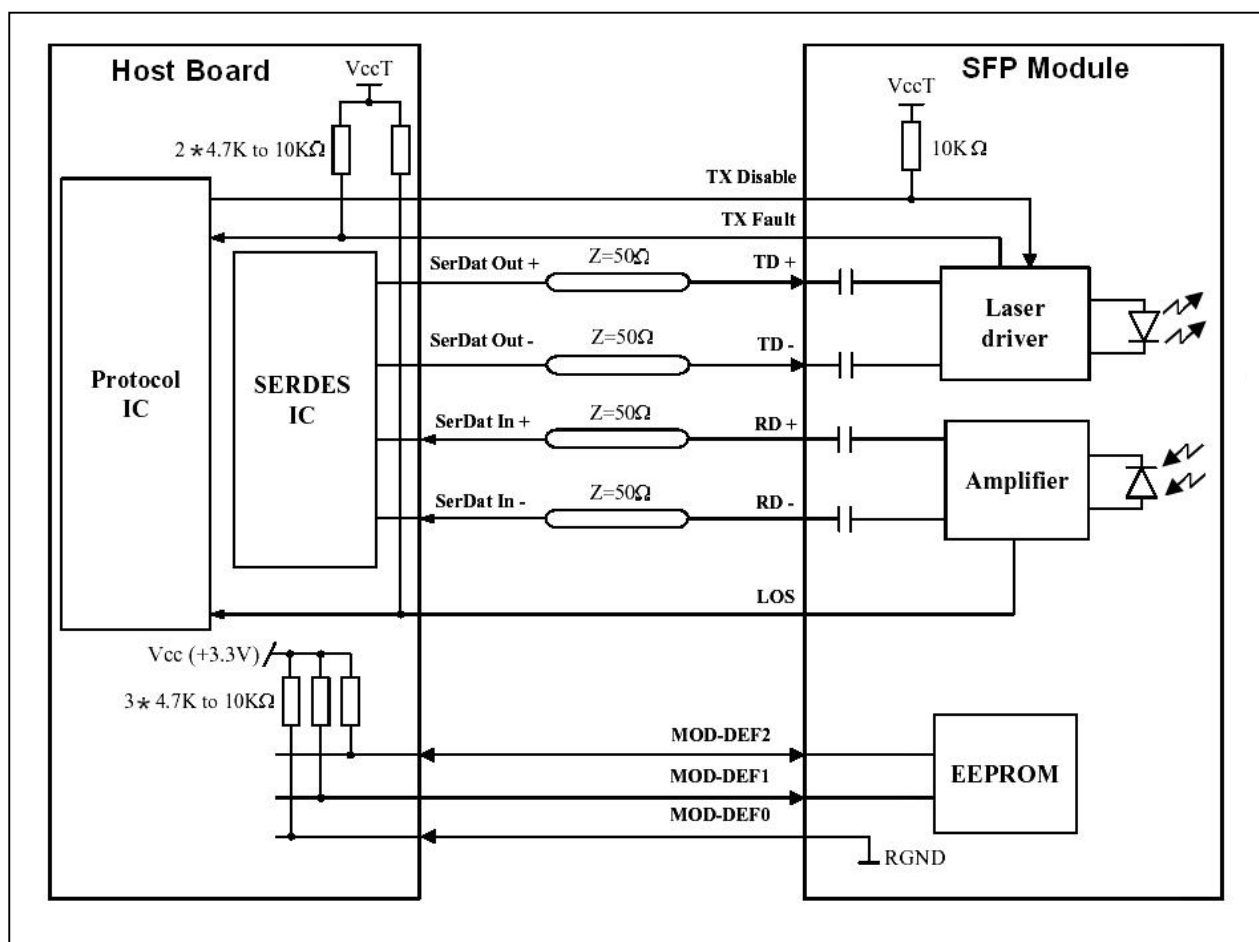 Host Board
SFP Module
VccT
VccT
2*4.7K to 10KΩ
10KΩ
TX Disable
TX Fault
SerDat Out +
Z=50Ω
TD +
Laser
driver
SerDat Out -
Z=50Ω
TD -
Protocol
IC
SERDES
IC
SerDat In +
Z=50Ω
RD +
Amplifier
SerDat In -
Z=50Ω
RD -
LOS
Vcc (+3.3V)
3*4.7K to 10KΩ
MOD-DEF2
MOD-DEF1
EEPROM
MOD-DEF0
RGND